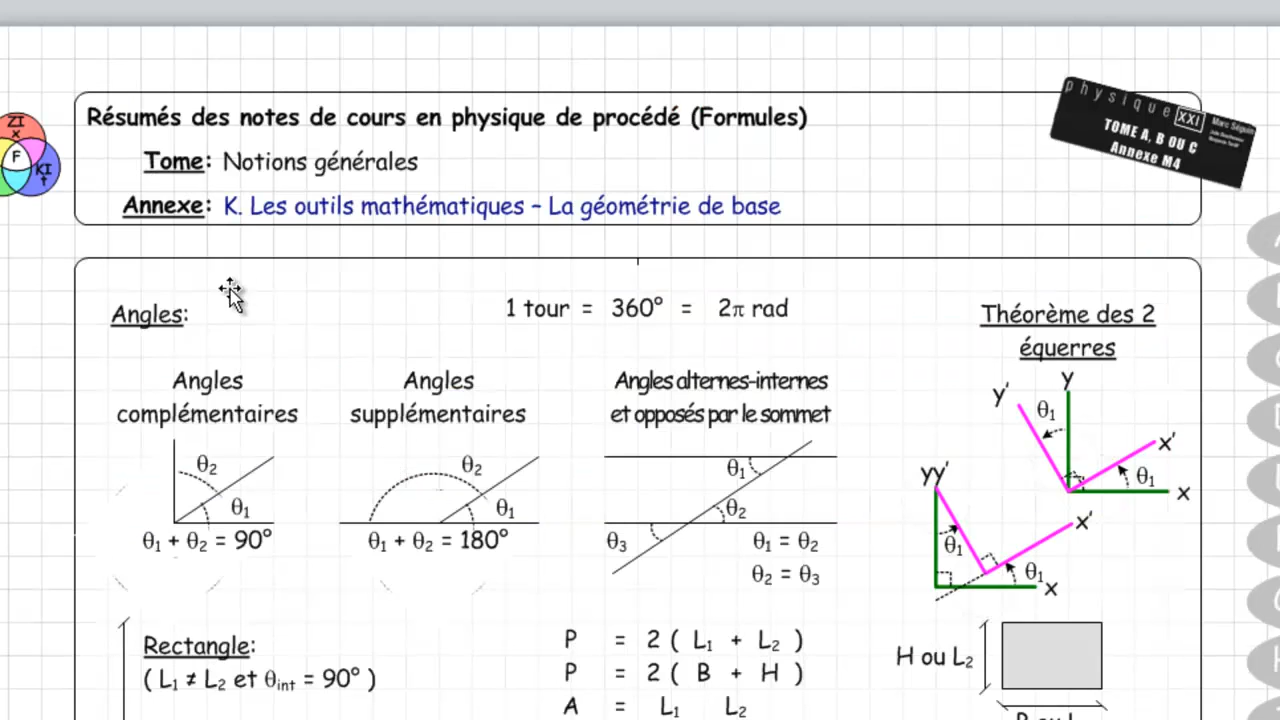 Résumés des notes de cours en physique de procédé (Formules)
Tome: Notions générales
Annexe: K. Les outils mathématiques – La géométrie de base
physique XXI
Marc Séguin
TOME A, B OU C
Annexe M4
ZI
x
F
KI
t
Angles:
1 tour = 360° = 2π rad
Théorème des 2
équerres
Angles
complémentaires
θ₂
θ₁
θ₁ + θ₂ = 90°
Angles
supplémentaires
θ₂
θ₁
θ₁ + θ₂ = 180°
Angles alternes-internes
et opposés par le sommet
θ₁
θ₂
θ₃
θ₁ = θ₂
θ₂ = θ₃
y
y'
θ₁
x'
θ₁
x
yy'
x'
θ₁
θ₁
x
Rectangle:
( L₁ ≠ L₂ et θint = 90° )
P = 2 ( L₁ + L₂ )
P = 2 ( B + H )
A = L₁ L₂
H ou L₂